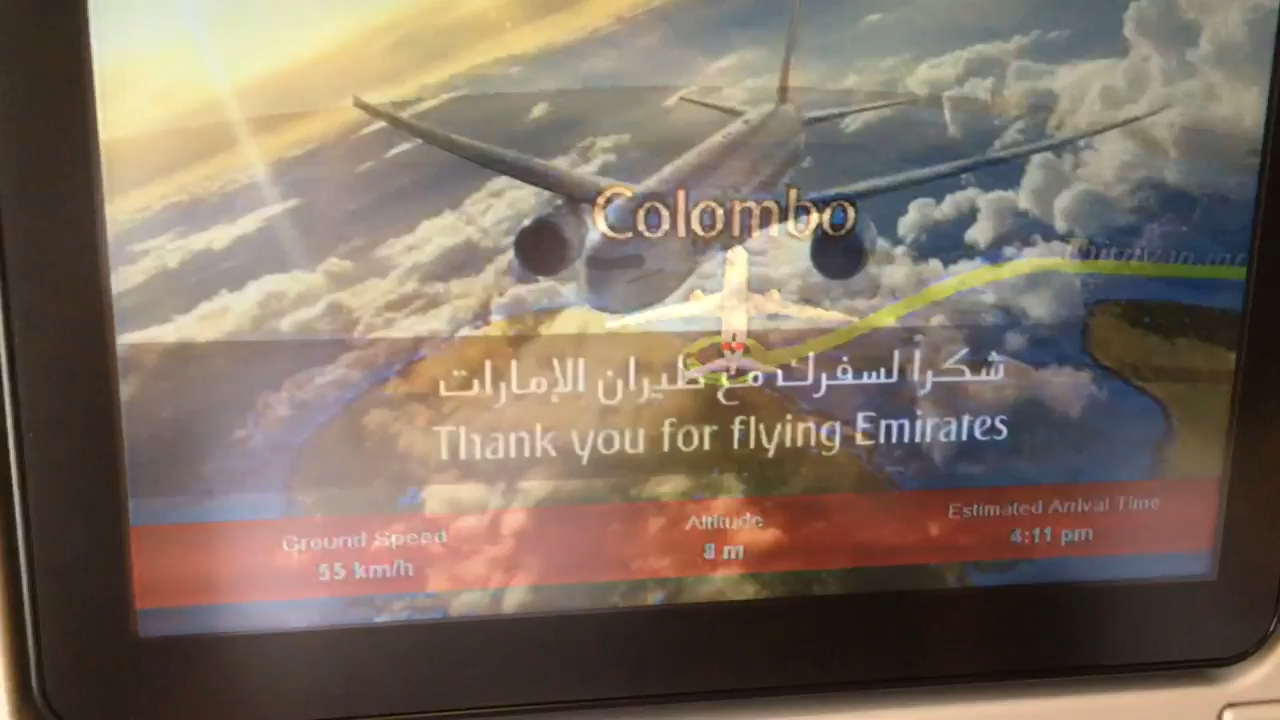 Colombo
شكراً لسفرك مع طيران الإمارات
Thank you for flying Emirates
Ground Speed
55 km/h
Altitude
8 m
Estimated Arrival Time
4:11 pm